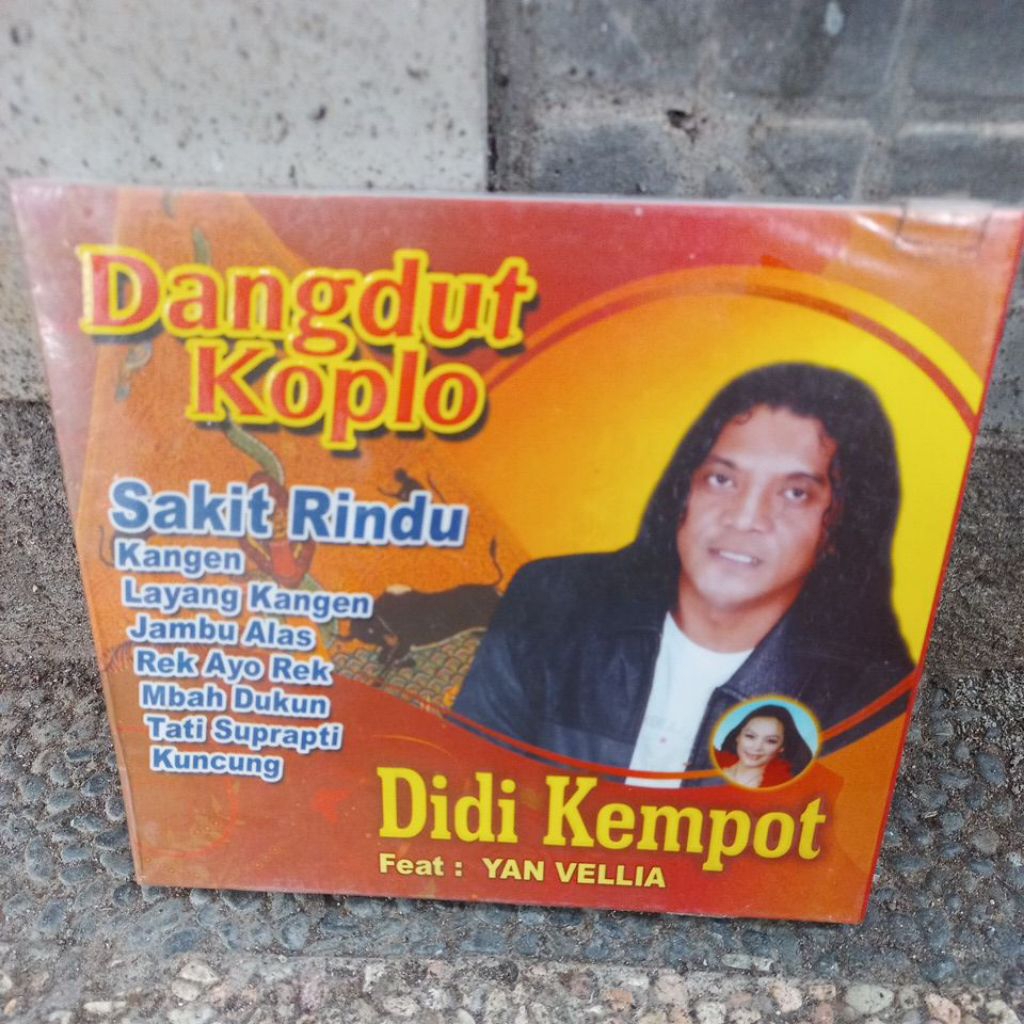 Dangdut
Koplo
Sakit Rindu
Kangen
Layang Kangen
Jambu Alas
Rek Ayo Rek
Mbah Dukun
Tati Suprapti
Kuncung
Didi Kempot
Feat : YAN VELLIA